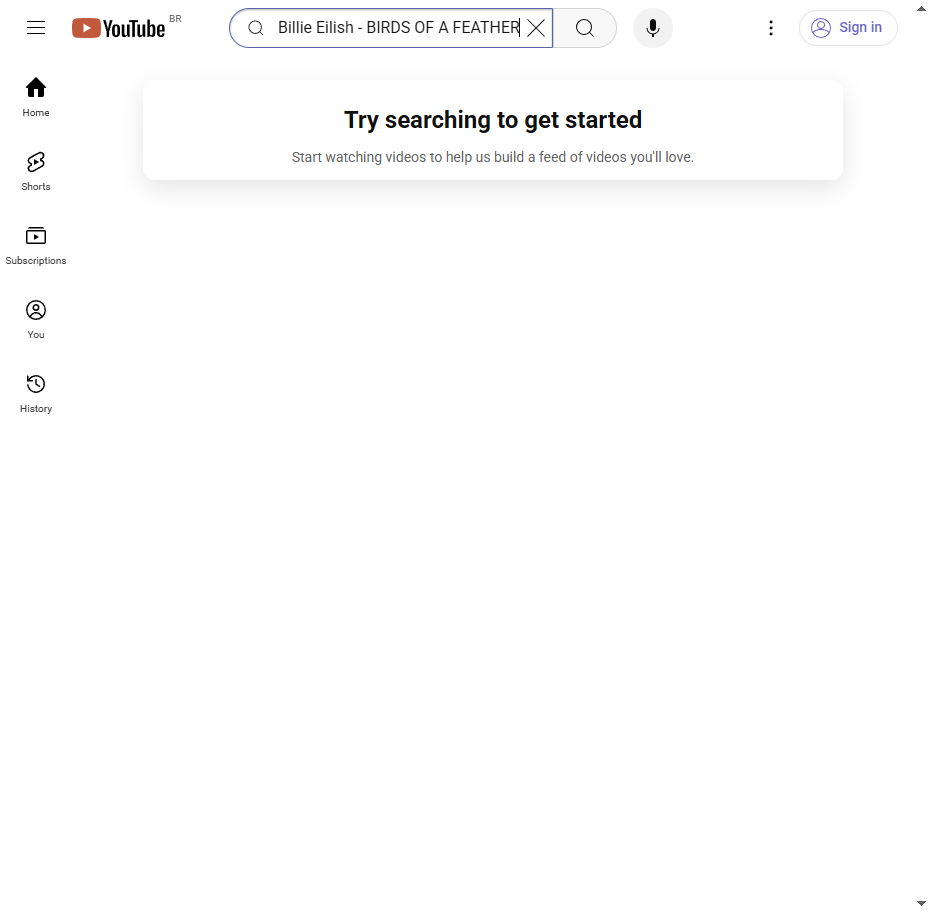 YouTube BR
Billie Eilish - BIRDS OF A FEATHER
Sign in
Home
Shorts
Subscriptions
You
History
Try searching to get started
Start watching videos to help us build a feed of videos you'll love.